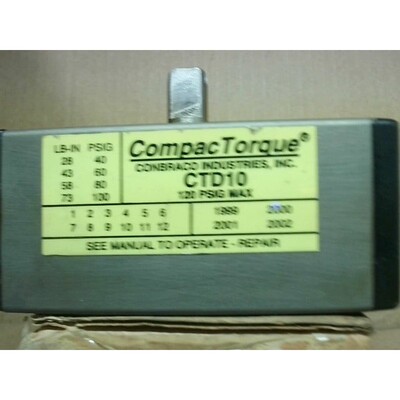 LB-IN PSIG
28 40
43 60
58 80
73 100
CompacTorque®
CONBRACO INDUSTRIES, INC.
CTD10
120 PSIG MAX
1 2 3 4 5 6
7 8 9 10 11 12
1999 2000
2001 2002
SEE MANUAL TO OPERATE - REPAIR